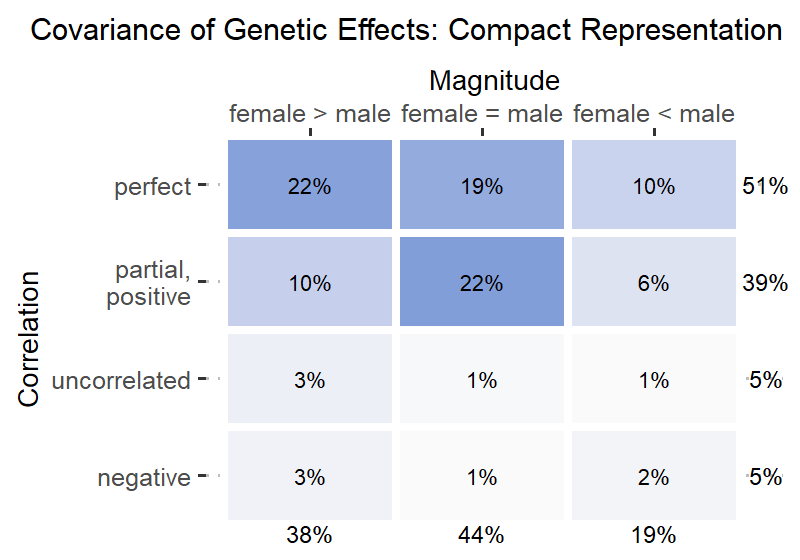 Covariance of Genetic Effects: Compact Representation
Magnitude
female > male female = male female < male
perfect 22% 19% 10% 51%
partial,
positive 10% 22% 6% 39%
Correlation
uncorrelated 3% 1% 1% 5%
negative 3% 1% 2% 5%
38% 44% 19%